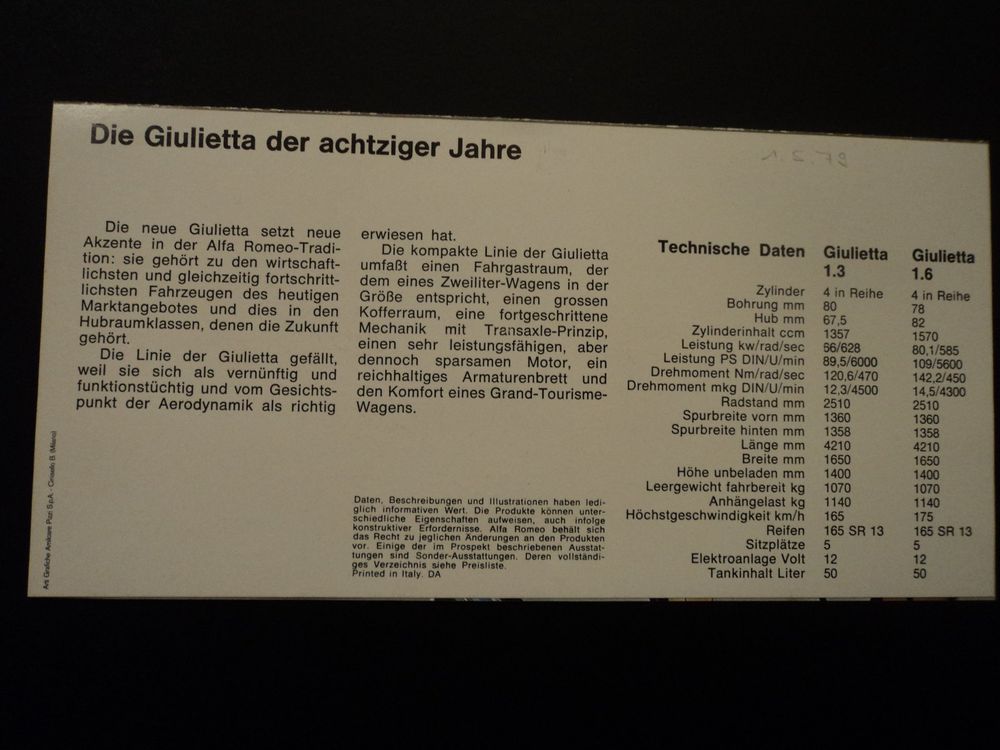 Die Giulietta der achtziger Jahre
Die neue Giulietta setzt neue
Akzente in der Alfa Romeo-Tradi-
tion: sie gehört zu den wirtschaft-
lichsten und gleichzeitig fortschritt-
lichsten Fahrzeugen des heutigen
Marktangebotes und dies in den
Hubraumklassen, denen die Zukunft
gehört.
Die Linie der Giulietta gefällt,
weil sie sich als vernünftig und
funktionstüchtig und vom Gesichts-
punkt der Aerodynamik als richtig
erwiesen hat.
Die kompakte Linie der Giulietta
umfaßt einen Fahrgastraum, der
dem eines Zweiliter-Wagens in der
Größe entspricht, einen grossen
Kofferraum, eine fortgeschrittene
Mechanik mit Transaxle-Prinzip,
einen sehr leistungsfähigen, aber
dennoch sparsamen Motor, ein
reichhaltiges Armaturenbrett und
den Komfort eines Grand-Tourisme-
Wagens.
Daten, Beschreibungen und Illustrationen haben ledi-
glich informativen Wert. Die Produkte können unter-
schiedliche Eigenschaften aufweisen, auch infolge
konstruktiver Erfordernisse. Alfa Romeo behält sich
das Recht zu jeglichen Änderungen an den Produkten
vor. Einige der im Prospekt beschriebenen Ausstat-
tungen sind Sonder-Ausstattungen. Deren vollständi-
ges Verzeichnis siehe Preisliste.
Printed in Italy. DA
Technische Daten Giulietta 1.3 Giulietta 1.6
Zylinder 4 in Reihe 4 in Reihe
Bohrung mm 80 78
Hub mm 67,5 82
Zylinderinhalt ccm 1357 1570
Leistung kw/rad/sec 66/628 80,1/585
Leistung PS DIN/U/min 89,5/6000 109/5600
Drehmoment Nm/rad/sec 120,6/470 142,2/450
Drehmoment mkg DIN/U/min 12,3/4500 14,5/4300
Radstand mm 2510 2510
Spurbreite vorn mm 1360 1360
Spurbreite hinten mm 1358 1358
Länge mm 4210 4210
Breite mm 1650 1650
Höhe unbeladen mm 1400 1400
Leergewicht fahrbereit kg 1070 1070
Anhängelast kg 1140 1140
Höchstgeschwindigkeit km/h 165 175
Reifen 165 SR 13 165 SR 13
Sitzplätze 5 5
Elektroanlage Volt 12 12
Tankinhalt Liter 50 50
Arti Grafiche Amilcare Pizzi S.p.A. - Cinisello B. (Milano)